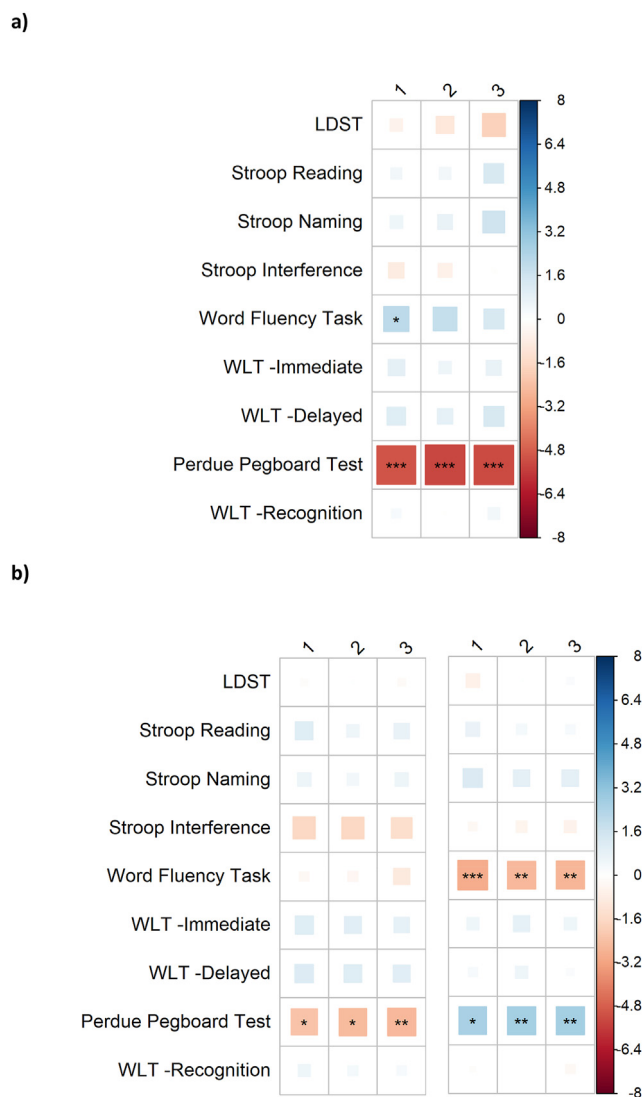 a)
1 2 3
LDST
Stroop Reading
Stroop Naming
Stroop Interference
Word Fluency Task *
WLT -Immediate
WLT -Delayed
Perdue Pegboard Test *** *** ***
WLT -Recognition
8
6.4
4.8
3.2
1.6
0
-1.6
-3.2
-4.8
-6.4
-8
b)
1 2 3 1 2 3
LDST
Stroop Reading
Stroop Naming
Stroop Interference
Word Fluency Task *** ** **
WLT -Immediate
WLT -Delayed
Perdue Pegboard Test * * ** * ** **
WLT -Recognition
8
6.4
4.8
3.2
1.6
0
-1.6
-3.2
-4.8
-6.4
-8